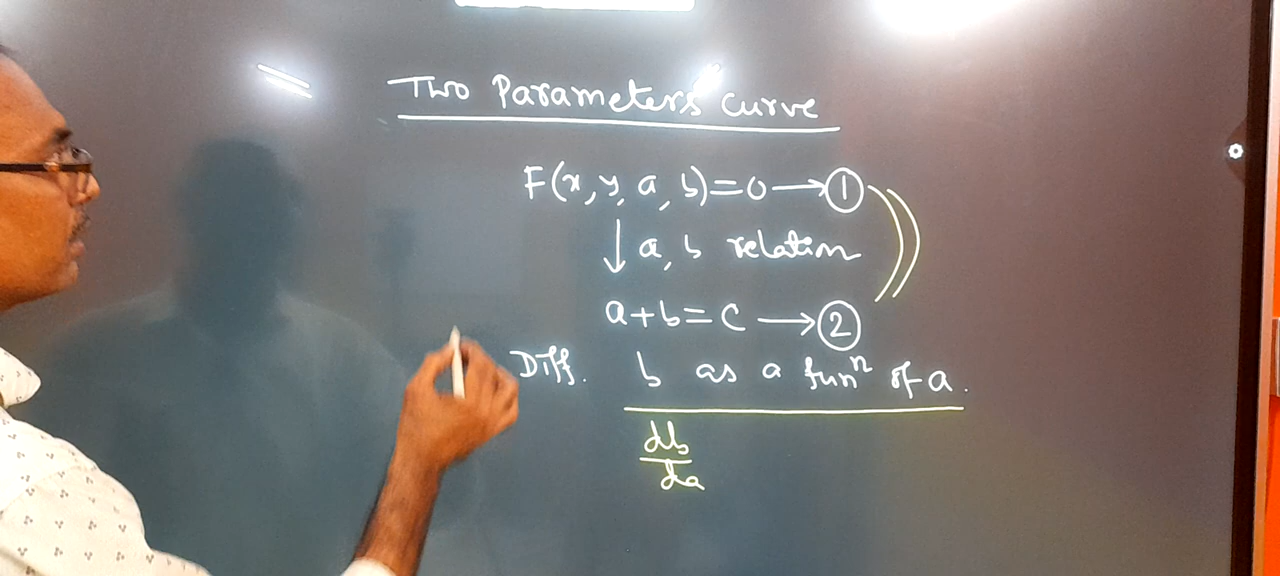 Two Parameters Curve
F(x, y, a, b) = 0 → ①
↓ a, b relation
a + b = c → ②
Diff. b as a funⁿ of a.
db/da